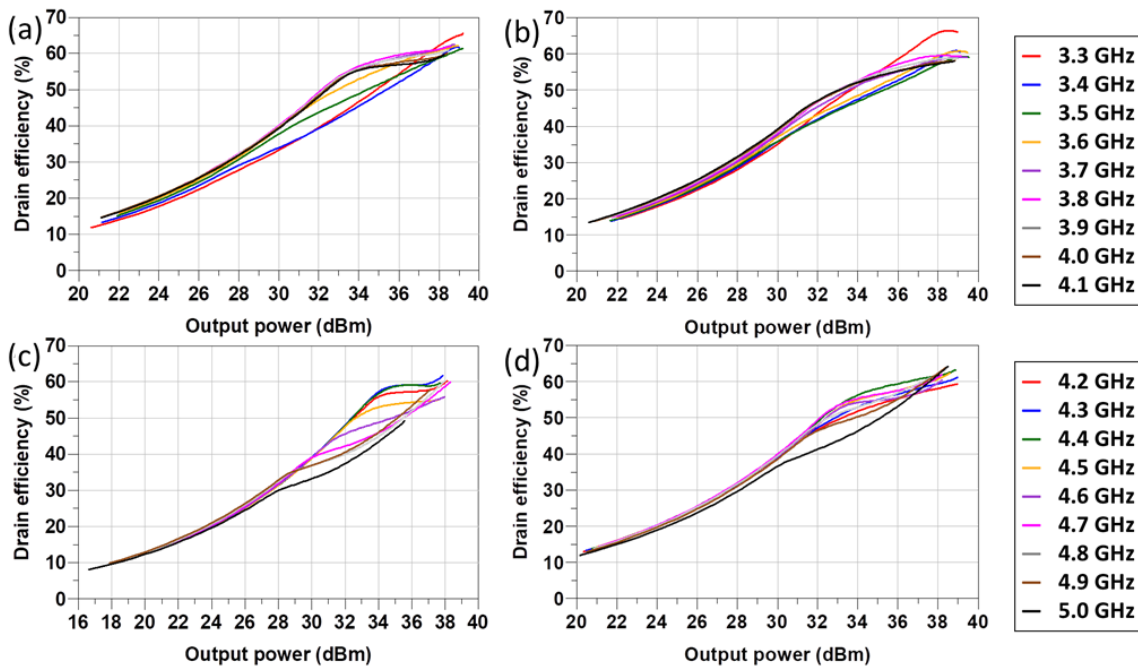 (a)
Drain efficiency (%)
70
60
50
40
30
20
10
0
20 22 24 26 28 30 32 34 36 38 40
Output power (dBm)
(b)
Drain efficiency (%)
70
60
50
40
30
20
10
0
20 22 24 26 28 30 32 34 36 38 40
Output power (dBm)
3.3 GHz
3.4 GHz
3.5 GHz
3.6 GHz
3.7 GHz
3.8 GHz
3.9 GHz
4.0 GHz
4.1 GHz
(c)
Drain efficiency (%)
70
60
50
40
30
20
10
0
16 18 20 22 24 26 28 30 32 34 36 38 40
Output power (dBm)
(d)
Drain efficiency (%)
70
60
50
40
30
20
10
0
20 22 24 26 28 30 32 34 36 38 40
Output power (dBm)
4.2 GHz
4.3 GHz
4.4 GHz
4.5 GHz
4.6 GHz
4.7 GHz
4.8 GHz
4.9 GHz
5.0 GHz